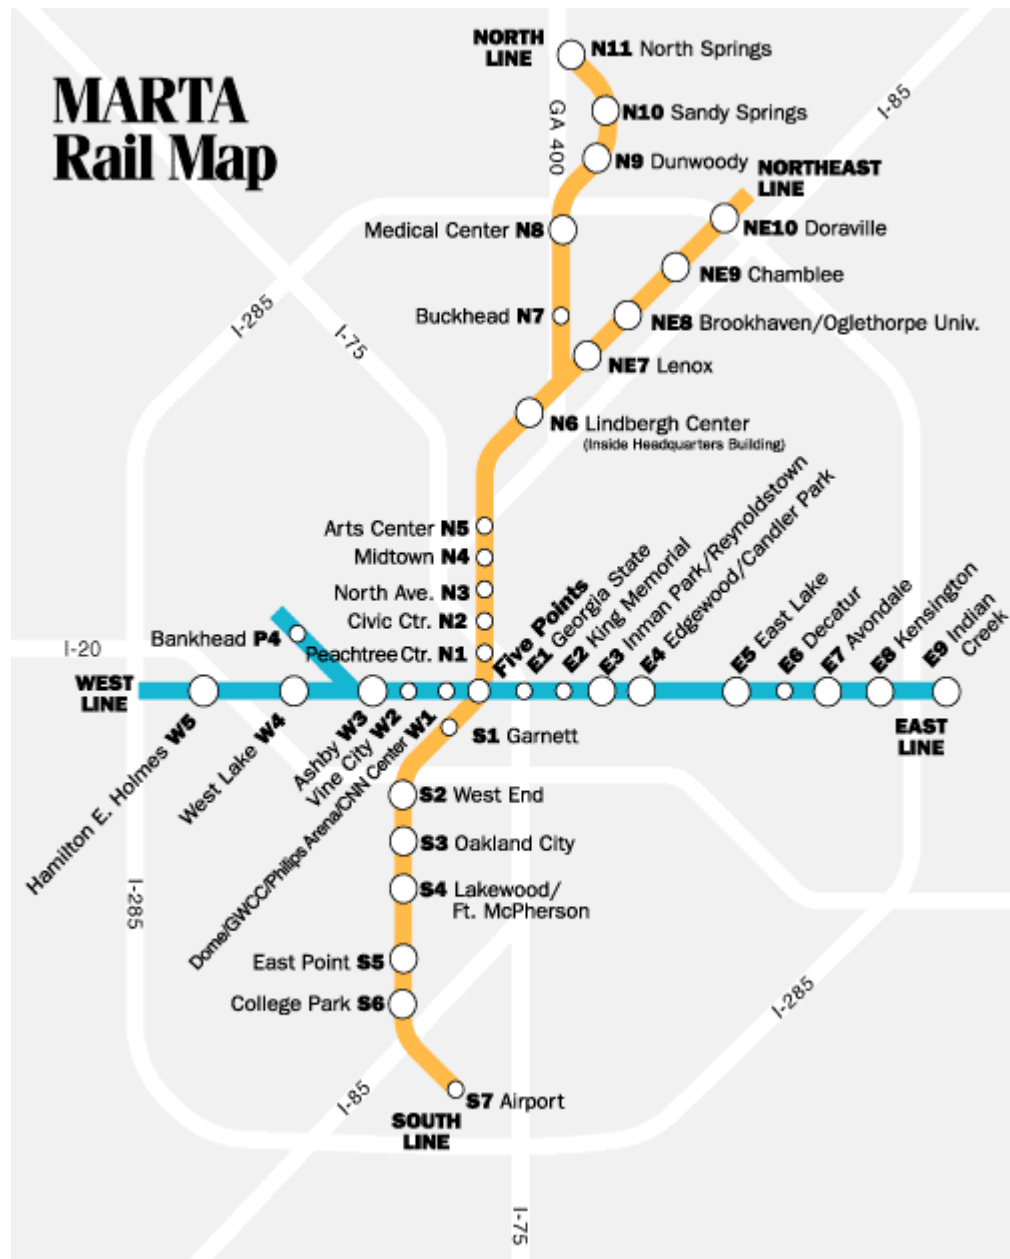 MARTA
Rail Map
NORTH
LINE
N11 North Springs
GA 400
N10 Sandy Springs
I-85
N9 Dunwoody
NORTHEAST
LINE
Medical Center N8
NE10 Doraville
NE9 Chamblee
I-285
I-75
Buckhead N7
NE8 Brookhaven/Oglethorpe Univ.
NE7 Lenox
N6 Lindbergh Center
(Inside Headquarters Building)
Arts Center N5
Midtown N4
North Ave. N3
Civic Ctr. N2
Peachtree Ctr. N1
Bankhead P4
I-20
WEST
LINE
Hamilton E. Holmes W5
West Lake W4
Ashby W3
Vine City W2
Dome/GWCC/Philips Arena/CNN Center W1
Five Points
E1 Georgia State
E2 King Memorial
E3 Inman Park/Reynoldstown
E4 Edgewood/Candler Park
E5 East Lake
E6 Decatur
E7 Avondale
E8 Kensington
E9 Indian
Creek
EAST
LINE
S1 Garnett
S2 West End
S3 Oakland City
S4 Lakewood/
Ft. McPherson
I-285
East Point S5
College Park S6
I-285
I-85
S7 Airport
SOUTH
LINE
I-75